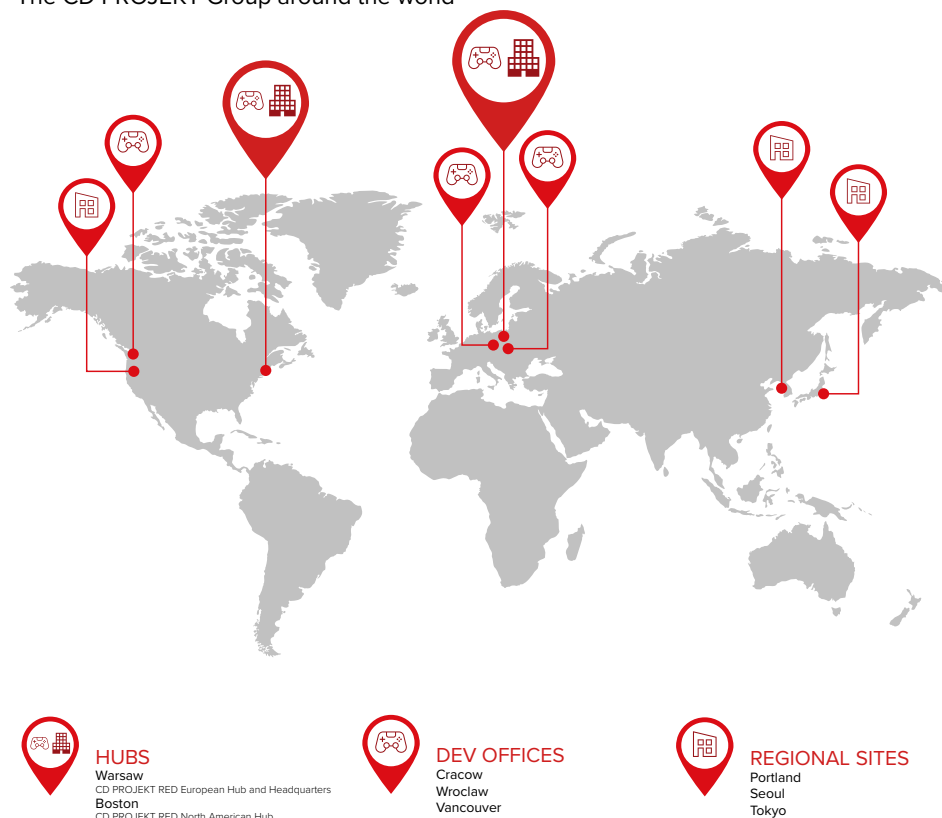 The CD PROJEKT Group around the world
HUBS
Warsaw
CD PROJEKT RED European Hub and Headquarters
Boston
CD PROJEKT RED North American Hub
DEV OFFICES
Cracow
Wroclaw
Vancouver
REGIONAL SITES
Portland
Seoul
Tokyo